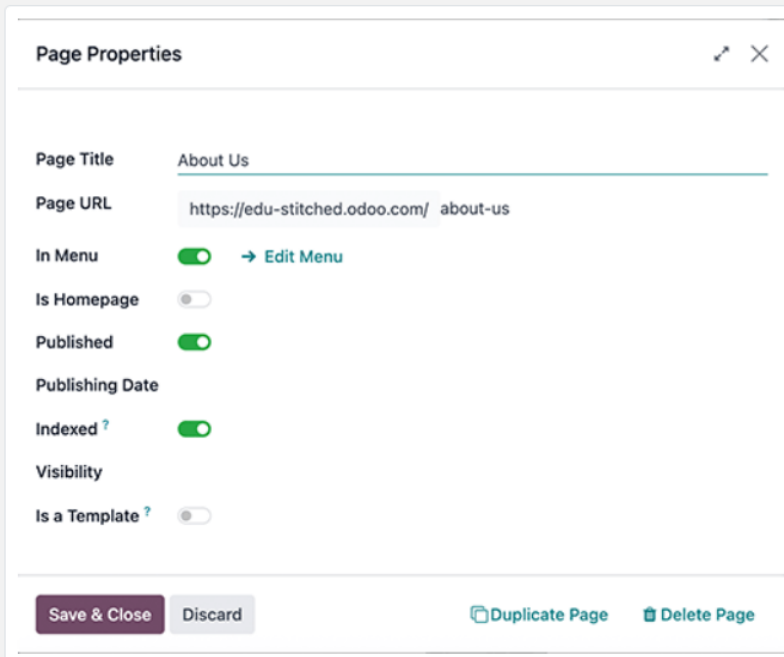 Page Properties
Page Title About Us
Page URL https://edu-stitched.odoo.com/ about-us
In Menu → Edit Menu
Is Homepage
Published
Publishing Date
Indexed ?
Visibility
Is a Template ?
Save & Close Discard Duplicate Page Delete Page